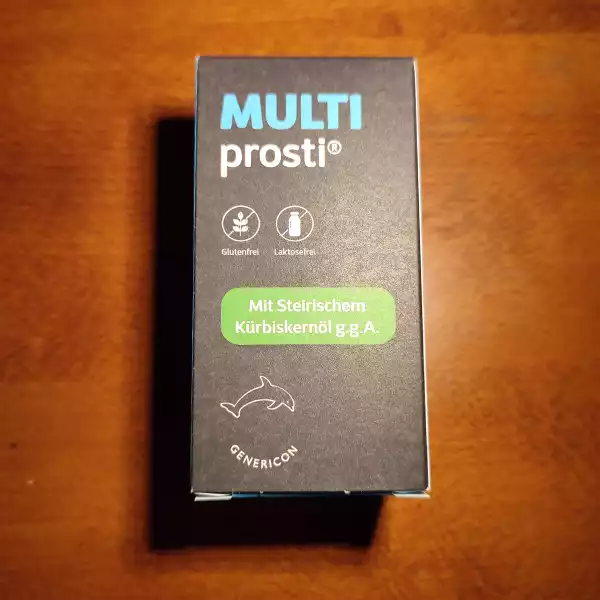 MULTI
prosti®
Glutenfrei Laktosefrei
Mit Steirischem
Kürbiskernöl g.g.A.
GENERICON